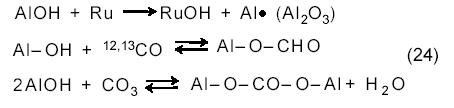 AlOH + Ru ⟶ RuOH + Al• (Al₂O₃)
Al–OH + ¹²,¹³CO ⇌ Al–O–CHO
(24)
2AlOH + CO₃ ⇌ Al–O–CO–O–Al + H₂O